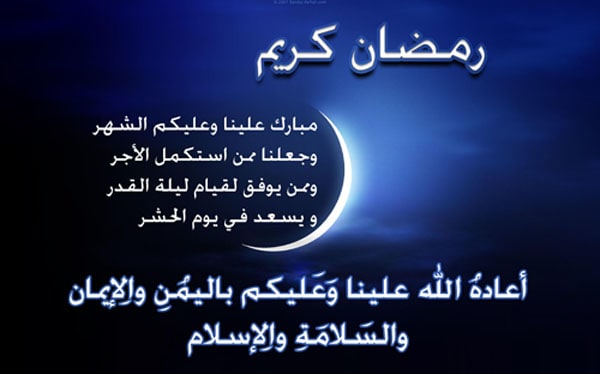 رمضان كريم
مبارك علينا وعليكم الشهر
وجعلنا ممن استكمل الأجر
وممن يوفق لقيام ليلة القدر
و يسعد في يوم الحشر
أعادهُ الله علينا وَعَليكم باليمُنِ والإيمان
والسَلامَةِ والإسلام